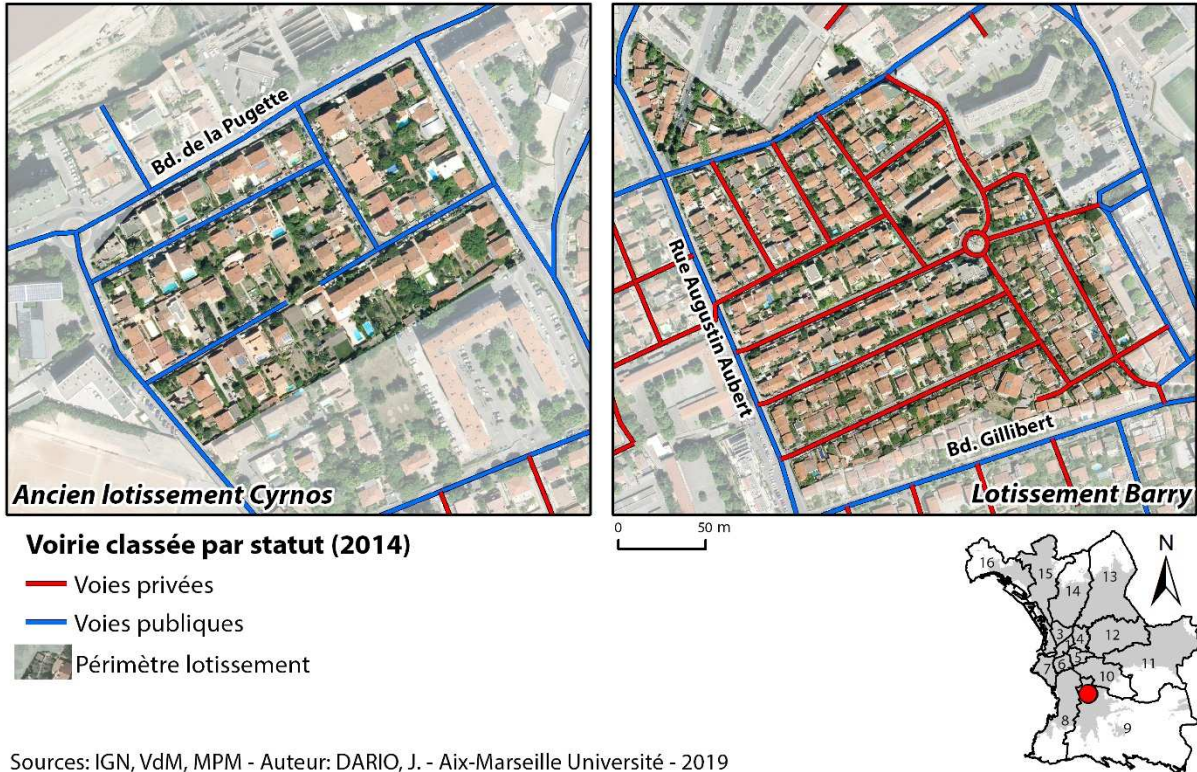 Bd. de la Pugette
Ancien lotissement Cyrnos
Rue Augustin Aubert
Bd. Gillibert
Lotissement Barry
0 50 m
Voirie classée par statut (2014)
Voies privées
Voies publiques
Périmètre lotissement
N
16
15
14
13
3
1
4
12
11
7
6
5
10
8
9
Sources: IGN, VdM, MPM - Auteur: DARIO, J. - Aix-Marseille Université - 2019